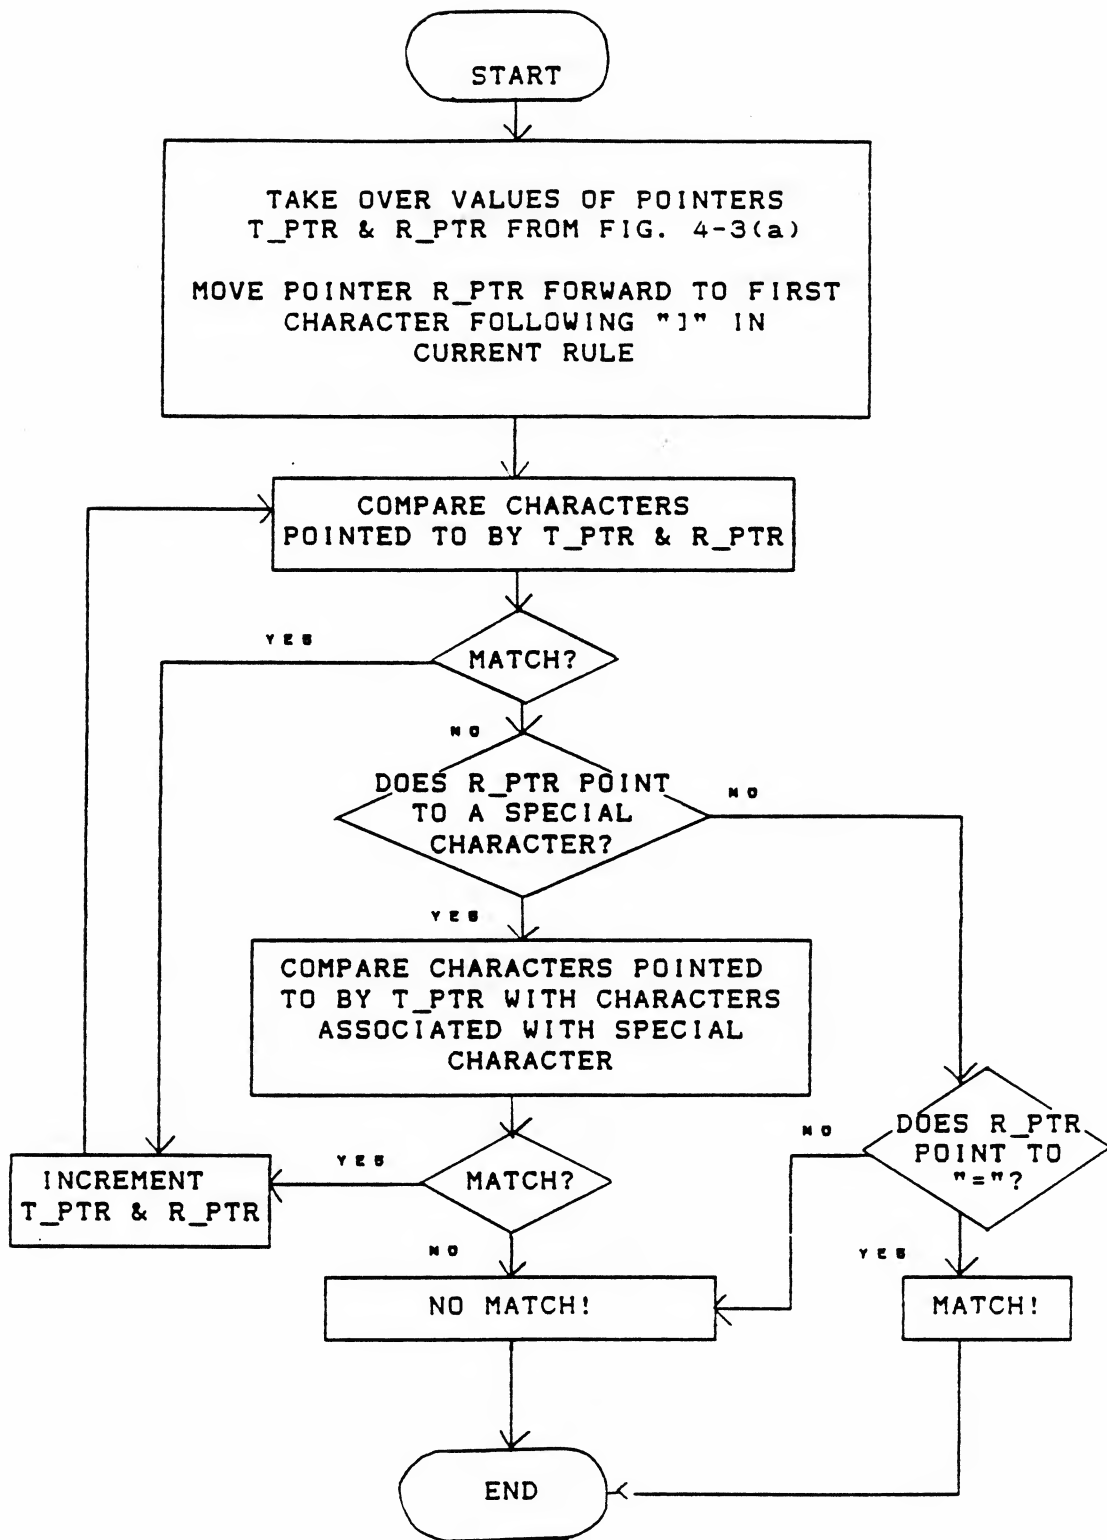 START
TAKE OVER VALUES OF POINTERS
T_PTR & R_PTR FROM FIG. 4-3(a)
MOVE POINTER R_PTR FORWARD TO FIRST
CHARACTER FOLLOWING "]" IN
CURRENT RULE
COMPARE CHARACTERS
POINTED TO BY T_PTR & R_PTR
YES
MATCH?
NO
DOES R_PTR POINT
TO A SPECIAL
CHARACTER?
NO
YES
COMPARE CHARACTERS POINTED
TO BY T_PTR WITH CHARACTERS
ASSOCIATED WITH SPECIAL
CHARACTER
DOES R_PTR
POINT TO
"="?
NO
YES
MATCH?
INCREMENT
T_PTR & R_PTR
NO
YES
NO MATCH!
MATCH!
END